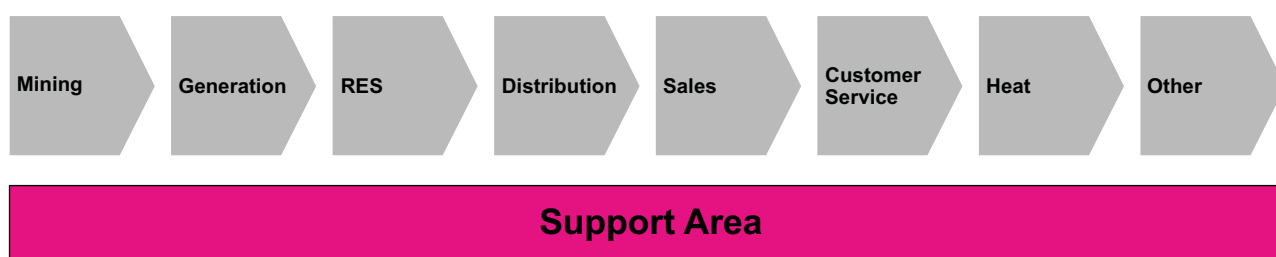 Mining
Generation
RES
Distribution
Sales
Customer
Service
Heat
Other
Support Area